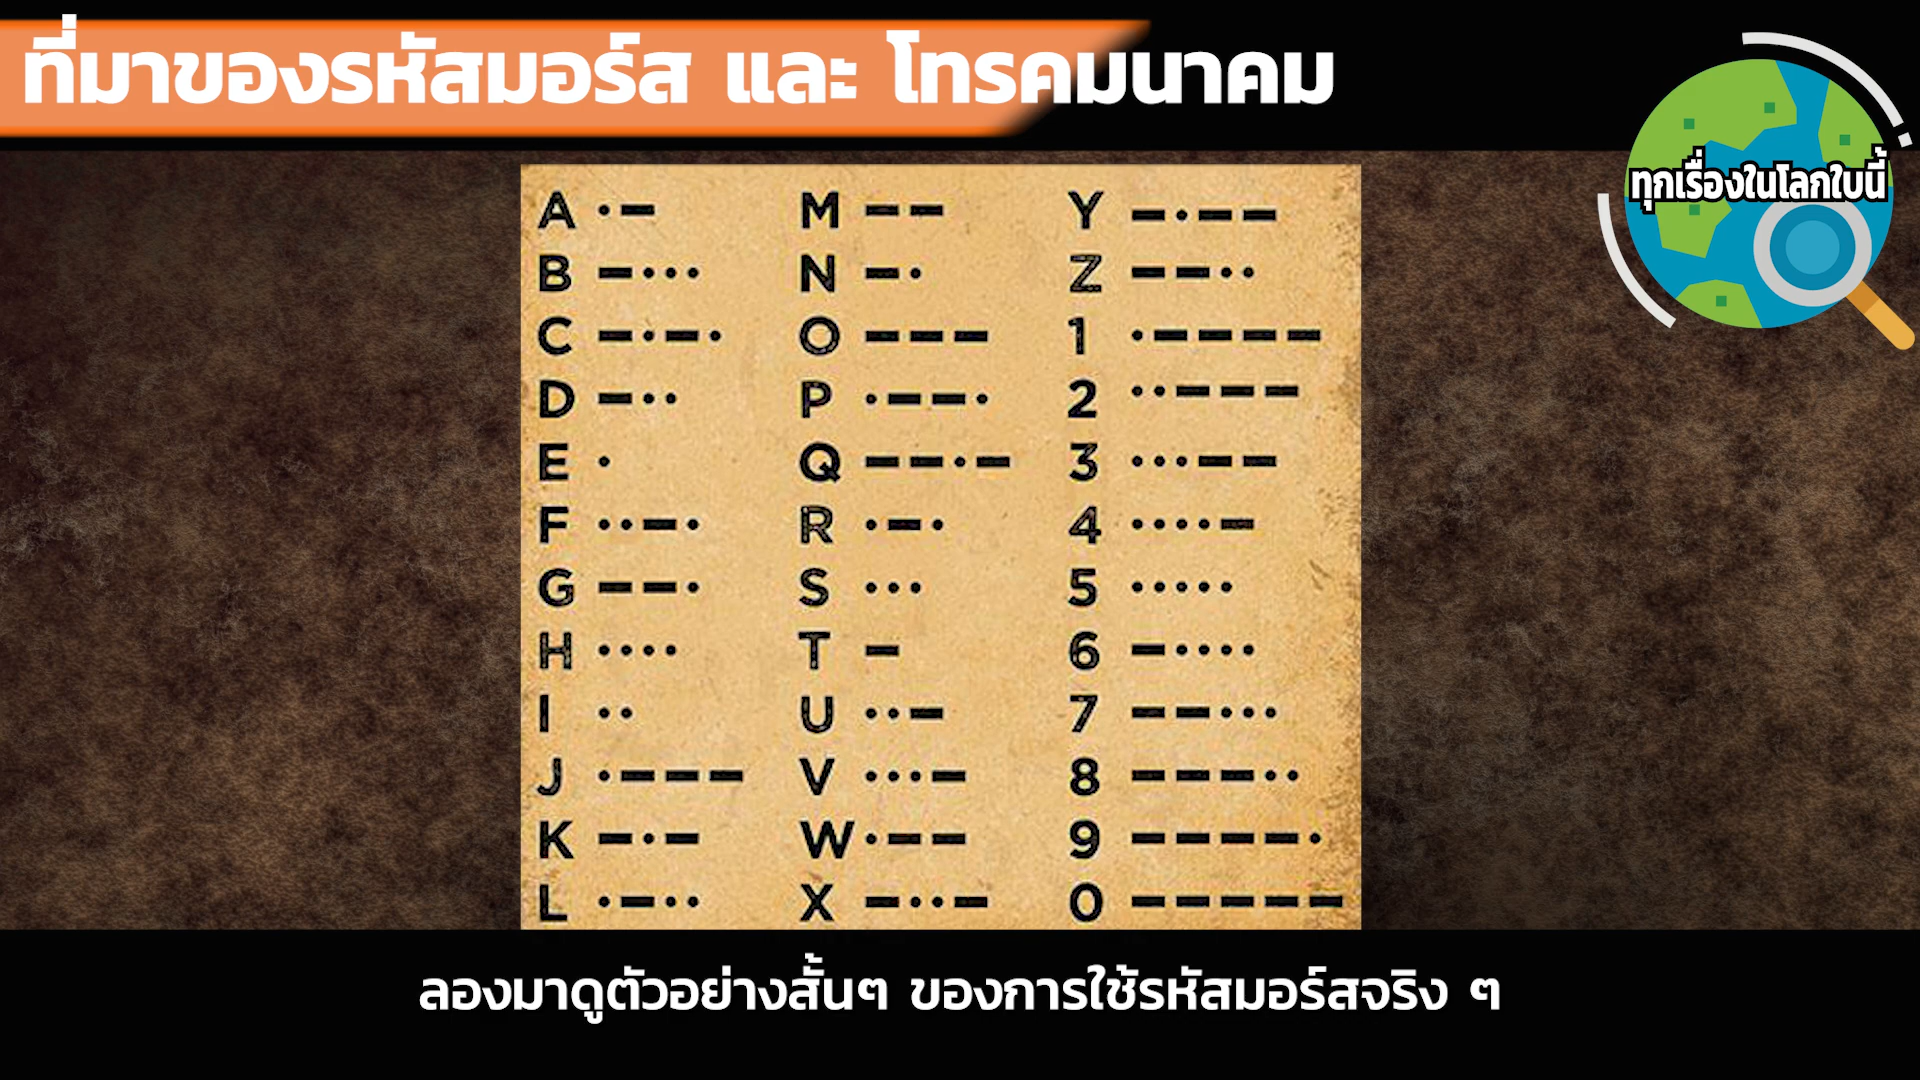 ที่มาของรหัสมอร์ส และ โทรคมนาคม
ทุกเรื่องในโลกใบนี้
A ·−
B −···
C −·−·
D −··
E ·
F ··−·
G −−·
H ····
I ··
J ·−−−
K −·−
L ·−··
M −−
N −·
O −−−
P ·−−·
Q −−·−
R ·−·
S ···
T −
U ··−
V ···−
W ·−−
X −··−
Y −·−−
Z −−··
1 ·−−−−
2 ··−−−
3 ···−−
4 ····−
5 ·····
6 −····
7 −−···
8 −−−··
9 −−−−·
0 −−−−−
ลองมาดูตัวอย่างสั้นๆ ของการใช้รหัสมอร์สจริง ๆ